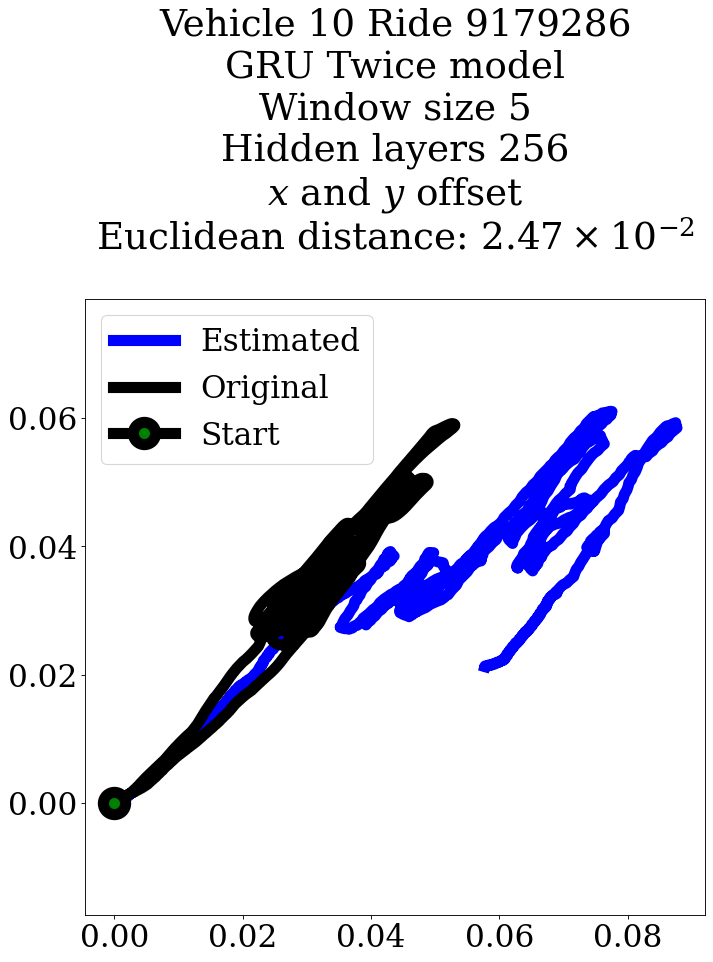 Vehicle 10 Ride 9179286
GRU Twice model
Window size 5
Hidden layers 256
x and y offset
Euclidean distance: 2.47 × 10⁻²
Estimated
Original
Start
0.06
0.04
0.02
0.00
0.00 0.02 0.04 0.06 0.08